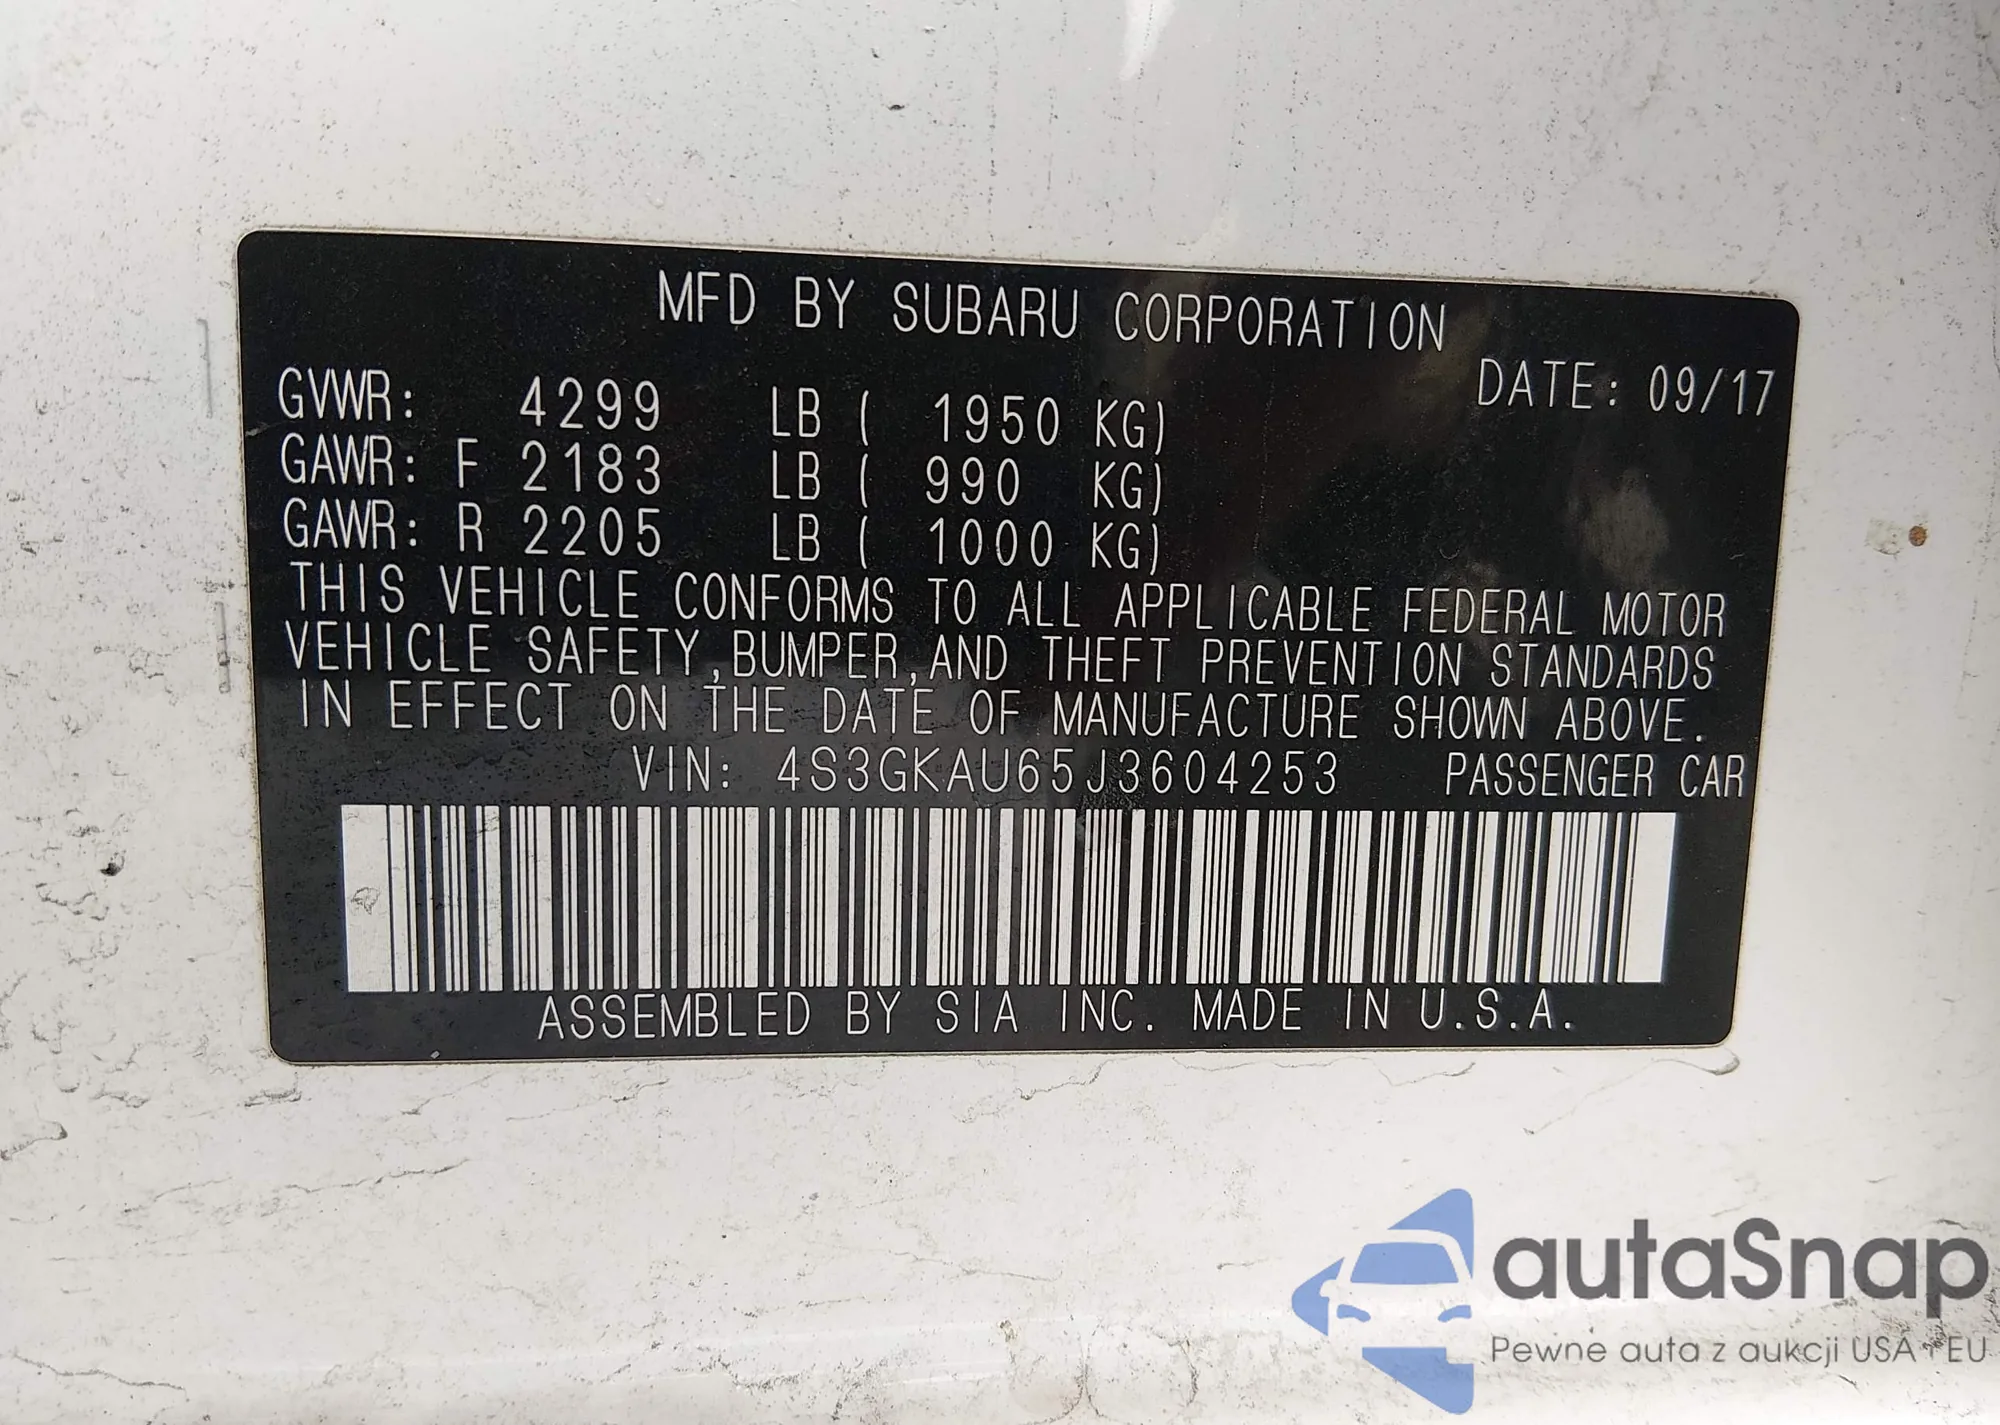 MFD BY SUBARU CORPORATION
DATE: 09/17
GVWR: 4299 LB ( 1950 KG)
GAWR: F 2183 LB ( 990 KG)
GAWR: R 2205 LB ( 1000 KG)
THIS VEHICLE CONFORMS TO ALL APPLICABLE FEDERAL MOTOR
VEHICLE SAFETY,BUMPER,AND THEFT PREVENTION STANDARDS
IN EFFECT ON THE DATE OF MANUFACTURE SHOWN ABOVE.
VIN: 4S3GKAU65J3604253 PASSENGER CAR
ASSEMBLED BY SIA INC. MADE IN U.S.A.
autaSnap
Pewne auta z aukcji USA i EU